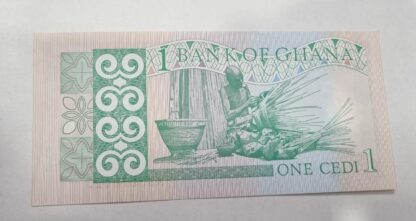 1 BANK OF GHANA
ONE CEDI 1